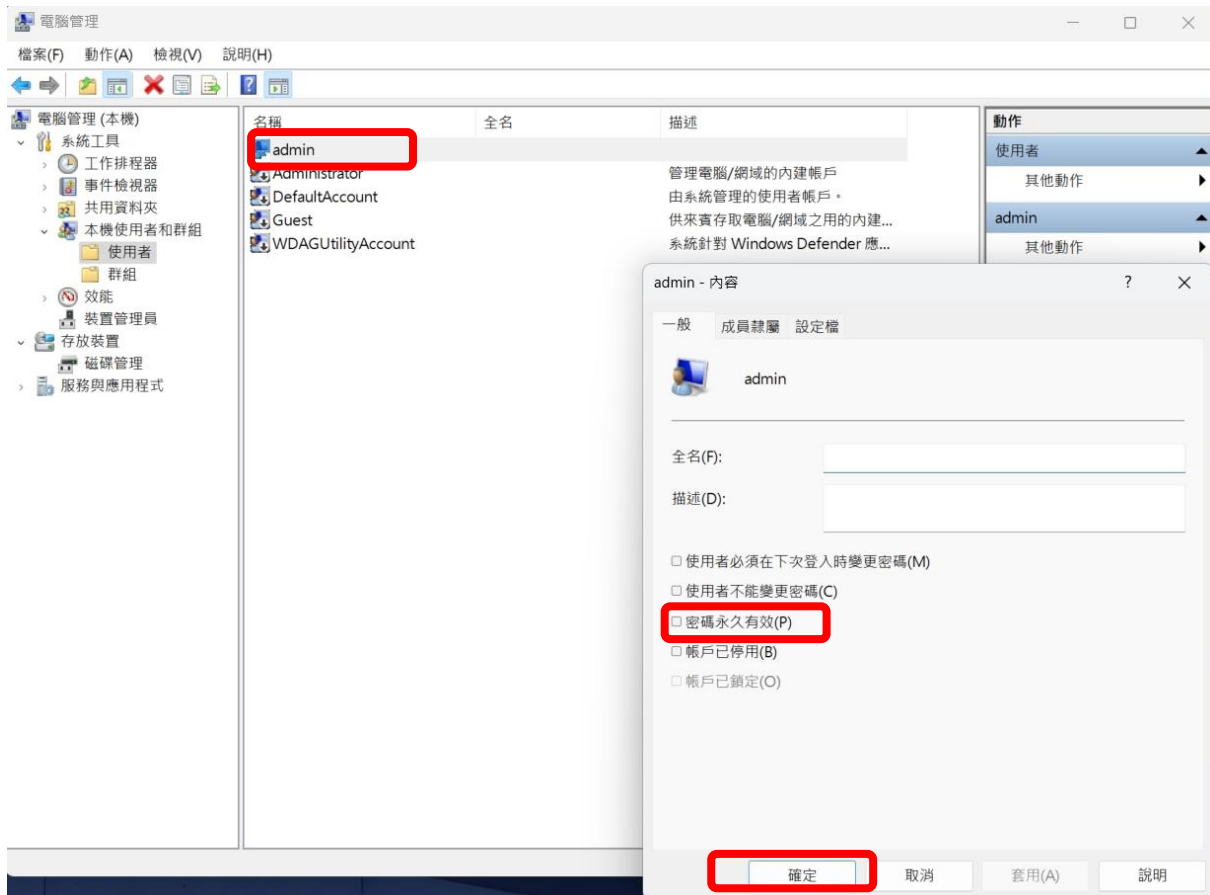 電腦管理
檔案(F) 動作(A) 檢視(V) 說明(H)
電腦管理 (本機)
系統工具
工作排程器
事件檢視器
共用資料夾
本機使用者和群組
使用者
群組
效能
裝置管理員
存放裝置
磁碟管理
服務與應用程式
名稱 全名 描述
admin
Administrator 管理電腦/網域的內建帳戶
DefaultAccount 由系統管理的使用者帳戶。
Guest 供來賓存取電腦/網域之用的內建...
WDAGUtilityAccount 系統針對 Windows Defender 應...
動作
使用者
其他動作
admin
其他動作
admin - 內容
一般 成員隸屬 設定檔
admin
全名(F):
描述(D):
使用者必須在下次登入時變更密碼(M)
使用者不能變更密碼(C)
密碼永久有效(P)
帳戶已停用(B)
帳戶已鎖定(O)
確定 取消 套用(A) 說明